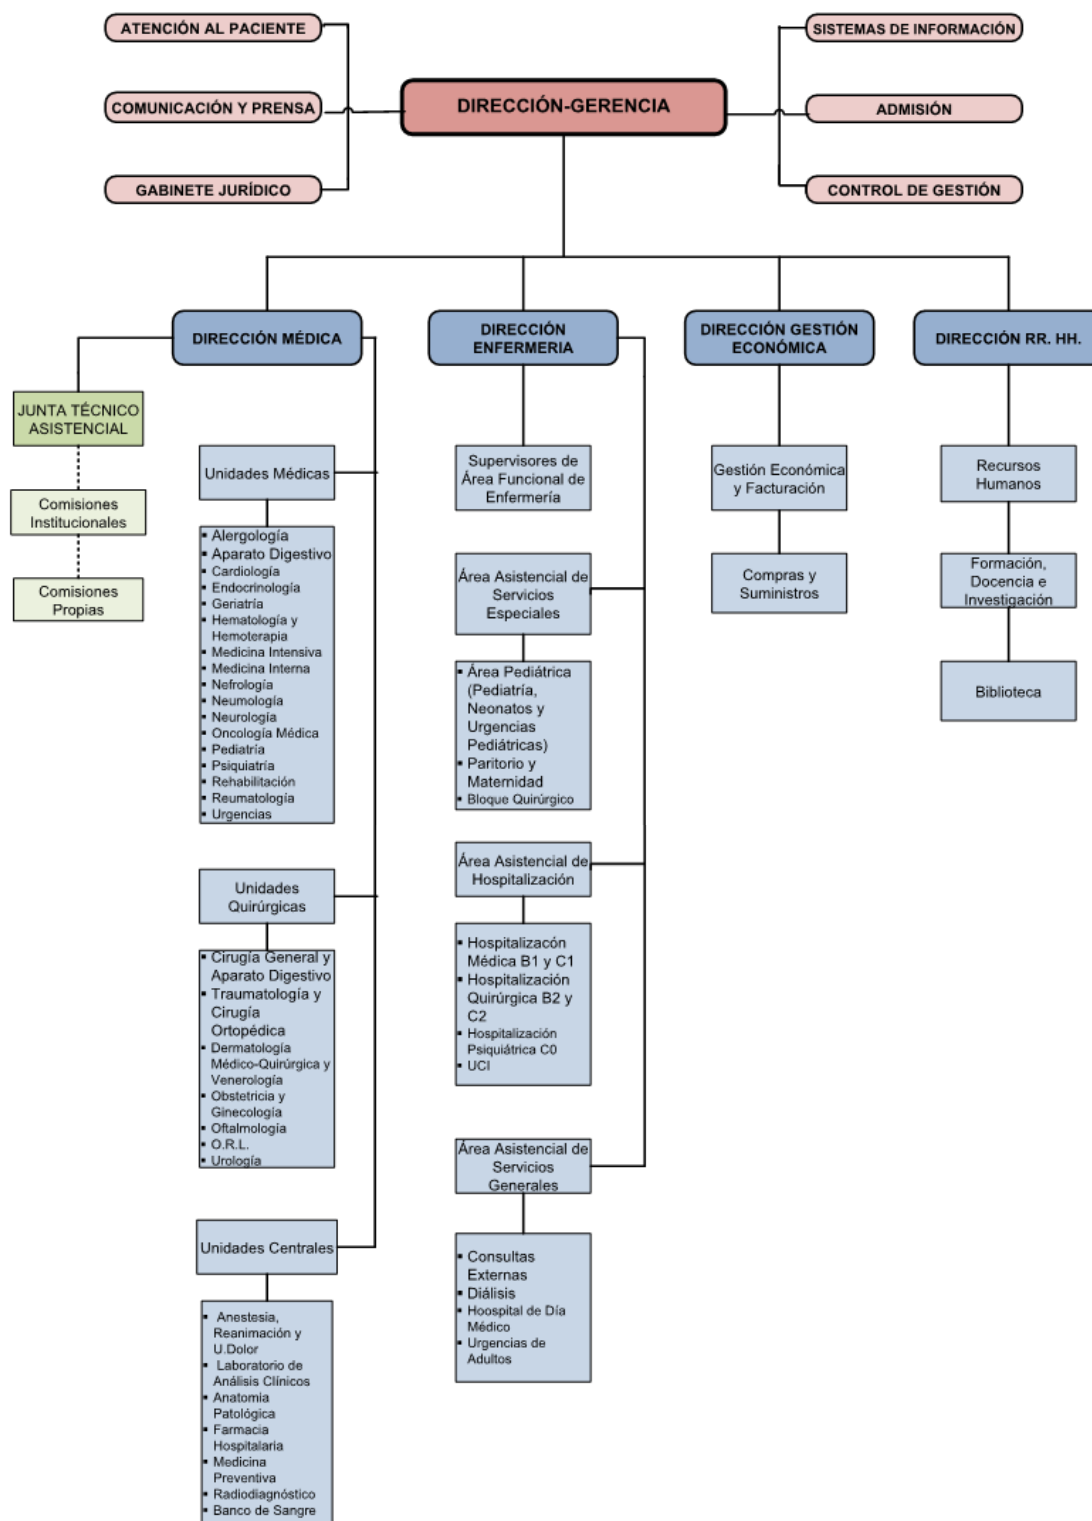 ATENCIÓN AL PACIENTE
COMUNICACIÓN Y PRENSA
GABINETE JURÍDICO
DIRECCIÓN-GERENCIA
SISTEMAS DE INFORMACIÓN
ADMISIÓN
CONTROL DE GESTIÓN
DIRECCIÓN MÉDICA
JUNTA TÉCNICO
ASISTENCIAL
Comisiones
Institucionales
Comisiones
Propias
Unidades Médicas
▪ Alergología
▪ Aparato Digestivo
▪ Cardiología
▪ Endocrinología
▪ Geriatría
▪ Hematología y
Hemoterapia
▪ Medicina Intensiva
▪ Medicina Interna
▪ Nefrología
▪ Neumología
▪ Neurología
▪ Oncología Médica
▪ Pediatría
▪ Psiquiatría
▪ Rehabilitación
▪ Reumatología
▪ Urgencias
Unidades
Quirúrgicas
▪ Cirugía General y
Aparato Digestivo
▪ Traumatología y
Cirugía
Ortopédica
▪ Dermatología
Médico-Quirúrgica y
Venerología
▪ Obstetricia y
Ginecología
▪ Oftalmología
▪ O.R.L.
▪ Urología
Unidades Centrales
▪ Anestesia,
Reanimación y
U.Dolor
▪ Laboratorio de
Análisis Clínicos
▪ Anatomia
Patológica
▪ Farmacia
Hospitalaria
▪ Medicina
Preventiva
▪ Radiodiagnóstico
▪ Banco de Sangre
DIRECCIÓN
ENFERMERIA
Supervisores de
Área Funcional de
Enfermería
Área Asistencial de
Servicios
Especiales
▪ Área Pediátrica
(Pediatría,
Neonatos y
Urgencias
Pediátricas)
▪ Paritorio y
Maternidad
▪ Bloque Quirúrgico
Área Asistencial de
Hospitalización
▪ Hospitalizacón
Médica B1 y C1
▪ Hospitalización
Quirúrgica B2 y
C2
▪ Hospitalización
Psiquiátrica C0
▪ UCI
Área Asistencial de
Servicios
Generales
▪ Consultas
Externas
▪ Diálisis
▪ Hoospital de Día
Médico
▪ Urgencias de
Adultos
DIRECCIÓN GESTIÓN
ECONÓMICA
Gestión Económica
y Facturación
Compras y
Suministros
DIRECCIÓN RR. HH.
Recursos
Humanos
Formación,
Docencia e
Investigación
Biblioteca